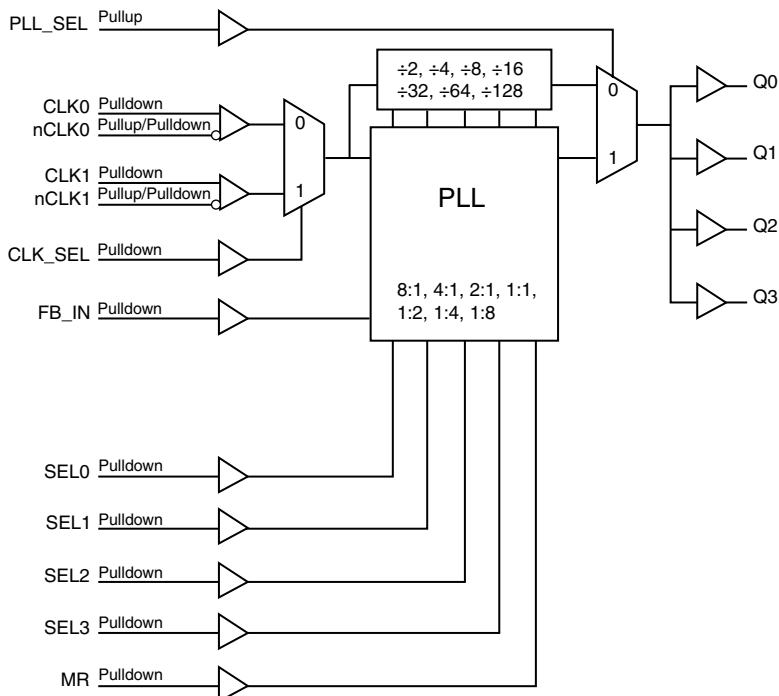 PLL_SEL Pullup
÷2, ÷4, ÷8, ÷16
÷32, ÷64, ÷128
0
1
Q0
Q1
Q2
Q3
CLK0 Pulldown
nCLK0 Pullup/Pulldown
0
CLK1 Pulldown
nCLK1 Pullup/Pulldown
1
PLL
CLK_SEL Pulldown
8:1, 4:1, 2:1, 1:1,
1:2, 1:4, 1:8
FB_IN Pulldown
SEL0 Pulldown
SEL1 Pulldown
SEL2 Pulldown
SEL3 Pulldown
MR Pulldown